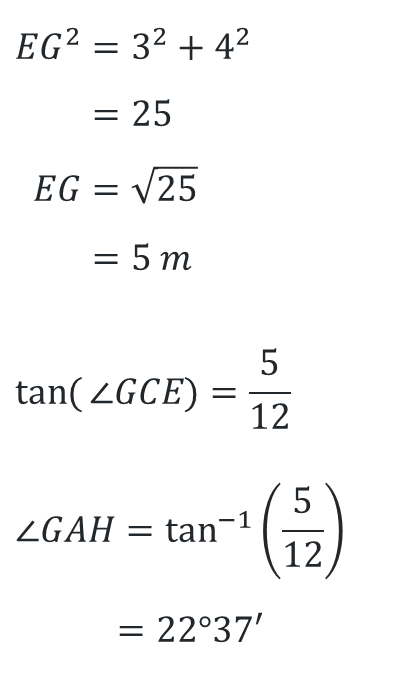 EG² = 3² + 4²
= 25
EG = √25
= 5 m
tan(∠GCE) = 5/12
∠GAH = tan⁻¹(5/12)
= 22°37′